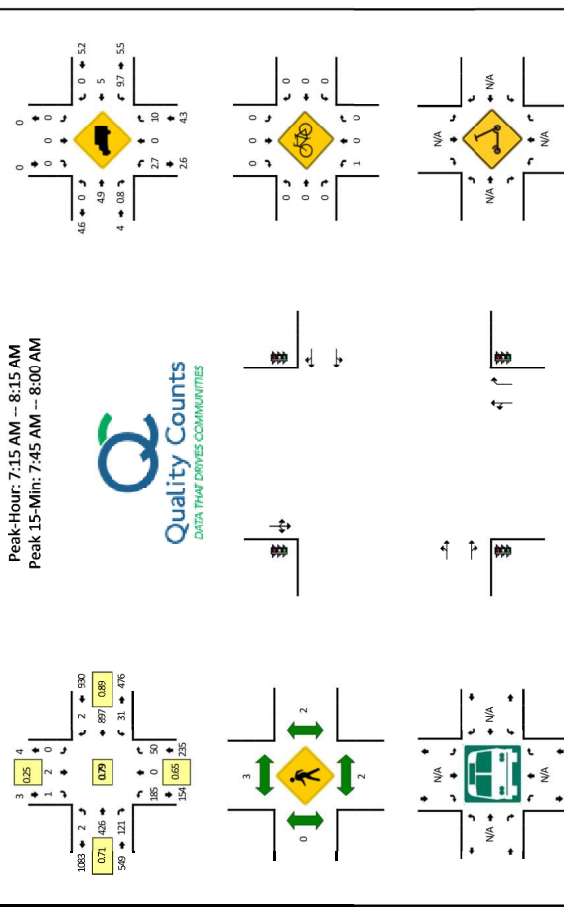 Peak-Hour: 7:15 AM -- 8:15 AM
Peak 15-Min: 7:45 AM -- 8:00 AM
Quality Counts
DATA THAT DRIVES COMMUNITIES
3 0.25 4
1 2 0
1083 2 2 930
0.71 426 0.79 897 0.89
549 121 31 476
185 0 50
154 0.65 235
0 0
0 0 0
4.6 0 0 5.2
4.9 5
4 0.8 9.7 5.5
2.7 0 10
2.6 4.3
3
0 2
2
0 0 0
0 0
0 0
0 0
1 0 0
N/A
N/A N/A
N/A
N/A
N/A N/A
N/A